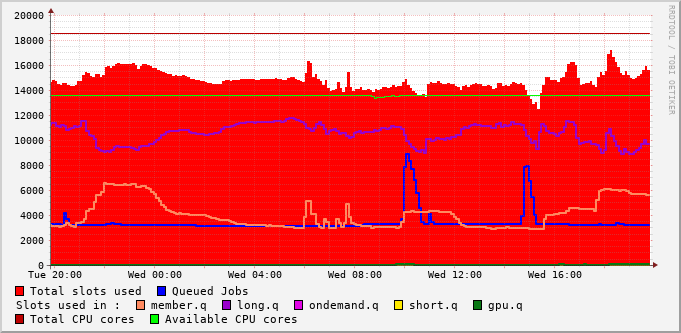 20000
18000
16000
14000
12000
10000
8000
6000
4000
2000
0
Tue 20:00 Wed 00:00 Wed 04:00 Wed 08:00 Wed 12:00 Wed 16:00
Total slots used Queued Jobs
Slots used in : member.q long.q ondemand.q short.q gpu.q
Total CPU cores Available CPU cores
RRDTOOL / TOBI OETIKER